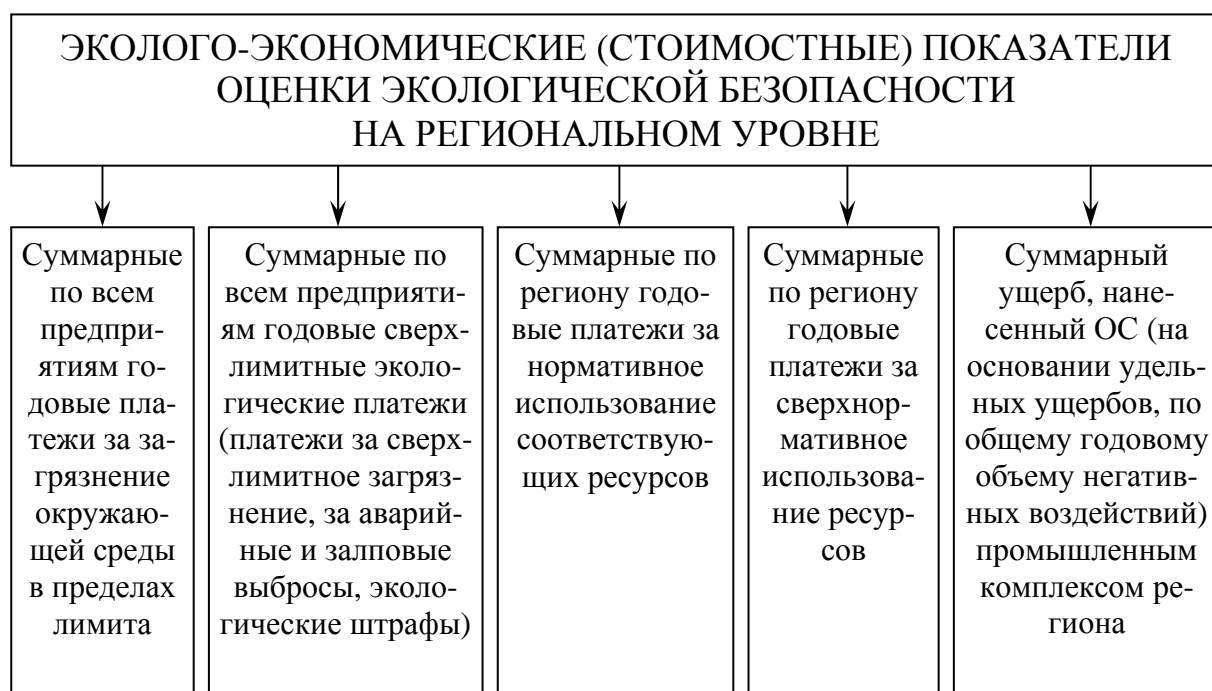 ЭКОЛОГО-ЭКОНОМИЧЕСКИЕ (СТОИМОСТНЫЕ) ПОКАЗАТЕЛИ
ОЦЕНКИ ЭКОЛОГИЧЕСКОЙ БЕЗОПАСНОСТИ
НА РЕГИОНАЛЬНОМ УРОВНЕ
Суммарные
по всем
предпри-
ятиям го-
довые пла-
тежи за за-
грязнение
окружаю-
щей среды
в пределах
лимита
Суммарные по
всем предприяти-
ям годовые сверх-
лимитные эколо-
гические платежи
(платежи за сверх-
лимитное загряз-
нение, за аварий-
ные и залповые
выбросы, эколо-
гические штрафы)
Суммарные по
региону годо-
вые платежи за
нормативное
использование
соответствую-
щих ресурсов
Суммарные
по региону
годовые
платежи за
сверхнор-
мативное
использова-
ние ресур-
сов
Суммарный
ущерб, нане-
сенный ОС (на
основании удель-
ных ущербов, по
общему годовому
объему негатив-
ных воздействий)
промышленным
комплексом ре-
гиона